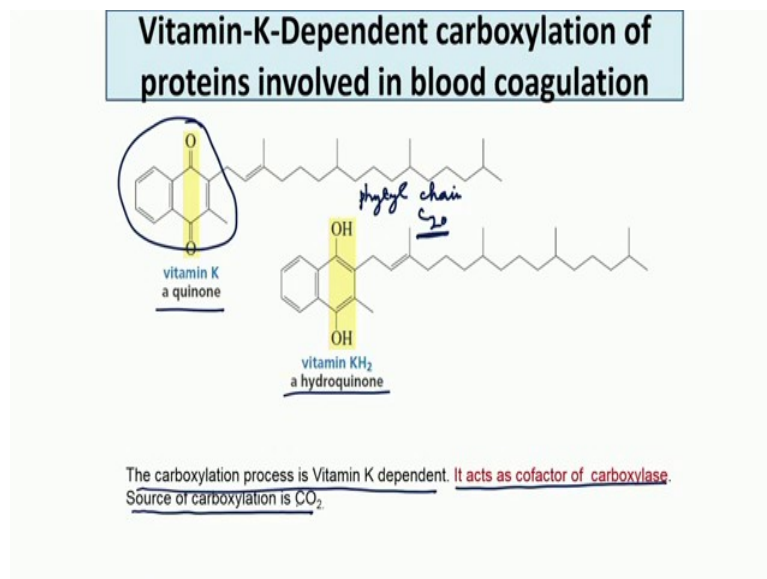 Vitamin-K-Dependent carboxylation of
proteins involved in blood coagulation
O
phytyl chain
C20
O
vitamin K
a quinone
OH
OH
vitamin KH2
a hydroquinone
The carboxylation process is Vitamin K dependent. It acts as cofactor of carboxylase.
Source of carboxylation is CO2.